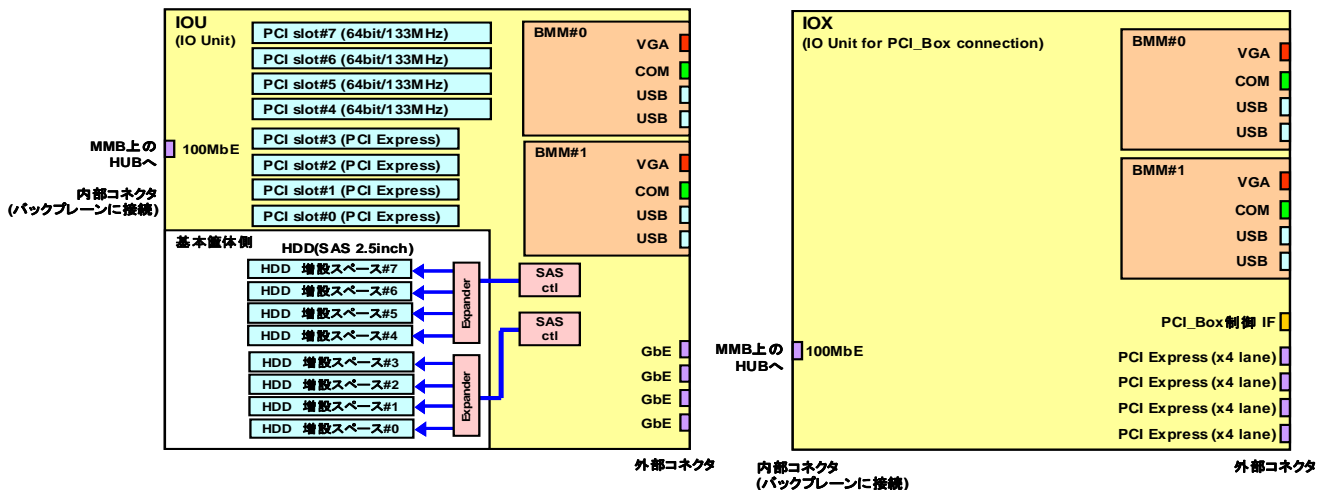 IOU
(IO Unit)
PCI slot#7 (64bit/133MHz)
PCI slot#6 (64bit/133MHz)
PCI slot#5 (64bit/133MHz)
PCI slot#4 (64bit/133MHz)
PCI slot#3 (PCI Express)
PCI slot#2 (PCI Express)
PCI slot#1 (PCI Express)
PCI slot#0 (PCI Express)
MMB上の
HUBへ
100MbE
内部コネクタ
(バックプレーンに接続)
BMM#0
VGA
COM
USB
USB
BMM#1
VGA
COM
USB
USB
基本筐体側
HDD(SAS 2.5inch)
HDD 増設スペース#7
HDD 増設スペース#6
HDD 増設スペース#5
HDD 増設スペース#4
HDD 増設スペース#3
HDD 増設スペース#2
HDD 増設スペース#1
HDD 増設スペース#0
Expander
Expander
SAS
ctl
SAS
ctl
GbE
GbE
GbE
GbE
外部コネクタ
IOX
(IO Unit for PCI_Box connection)
BMM#0
VGA
COM
USB
USB
BMM#1
VGA
COM
USB
USB
PCI_Box制御 IF
MMB上の
HUBへ
100MbE
PCI Express (x4 lane)
PCI Express (x4 lane)
PCI Express (x4 lane)
PCI Express (x4 lane)
内部コネクタ
(バックプレーンに接続)
外部コネクタ